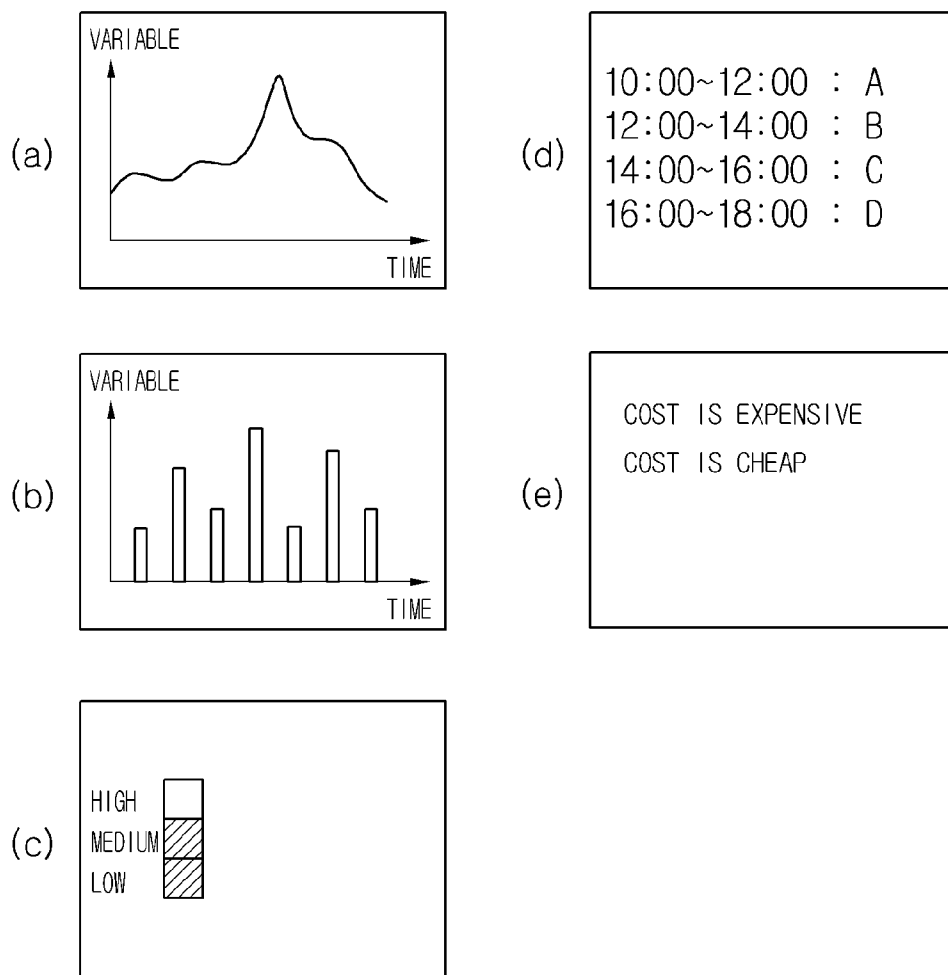 (a)
VARIABLE
TIME
(b)
VARIABLE
TIME
(c)
HIGH
MEDIUM
LOW
(d)
10:00~12:00 : A
12:00~14:00 : B
14:00~16:00 : C
16:00~18:00 : D
(e)
COST IS EXPENSIVE
COST IS CHEAP